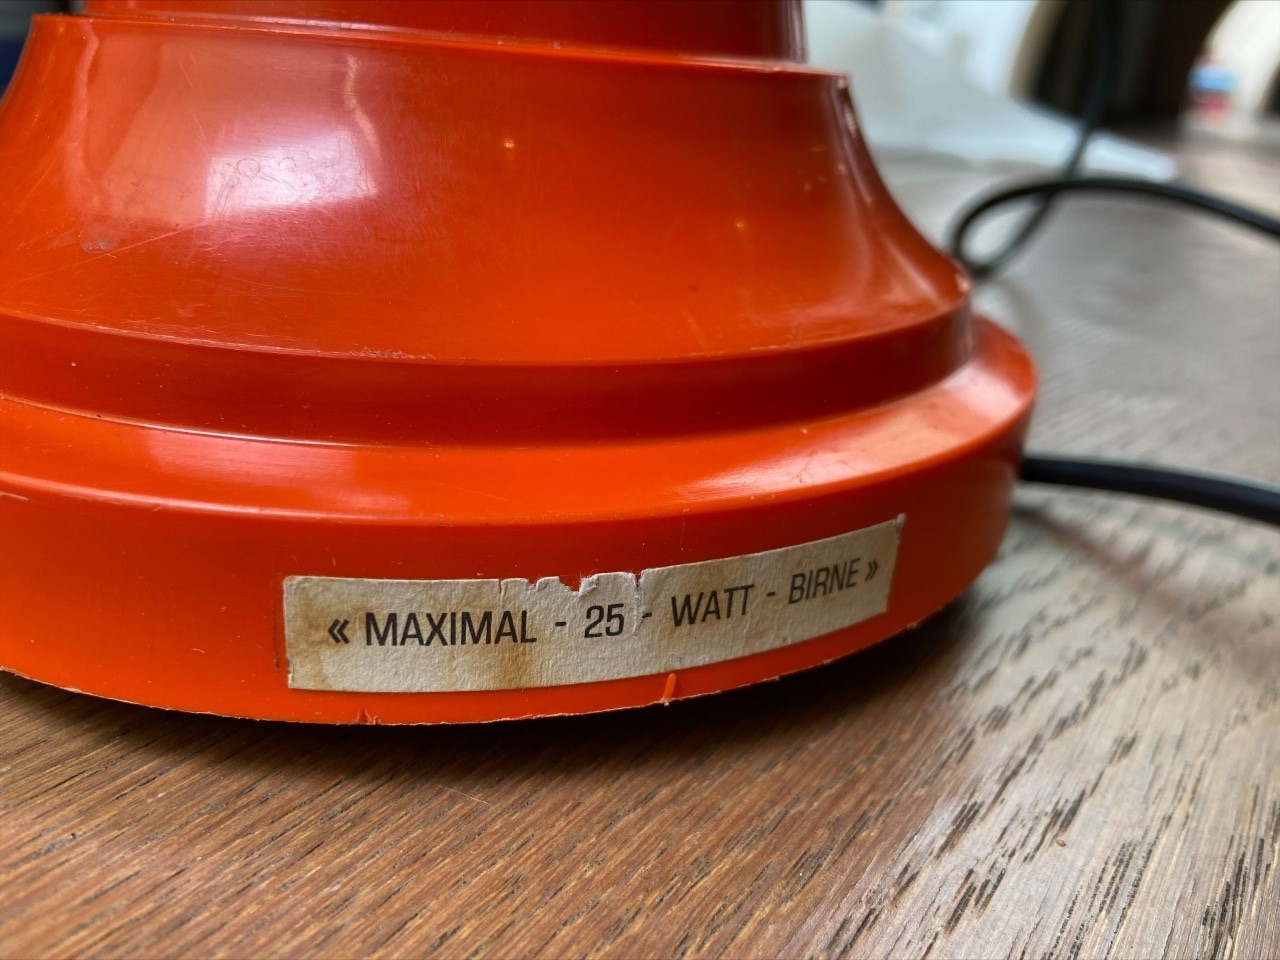 « MAXIMAL - 25 - WATT - BIRNE »